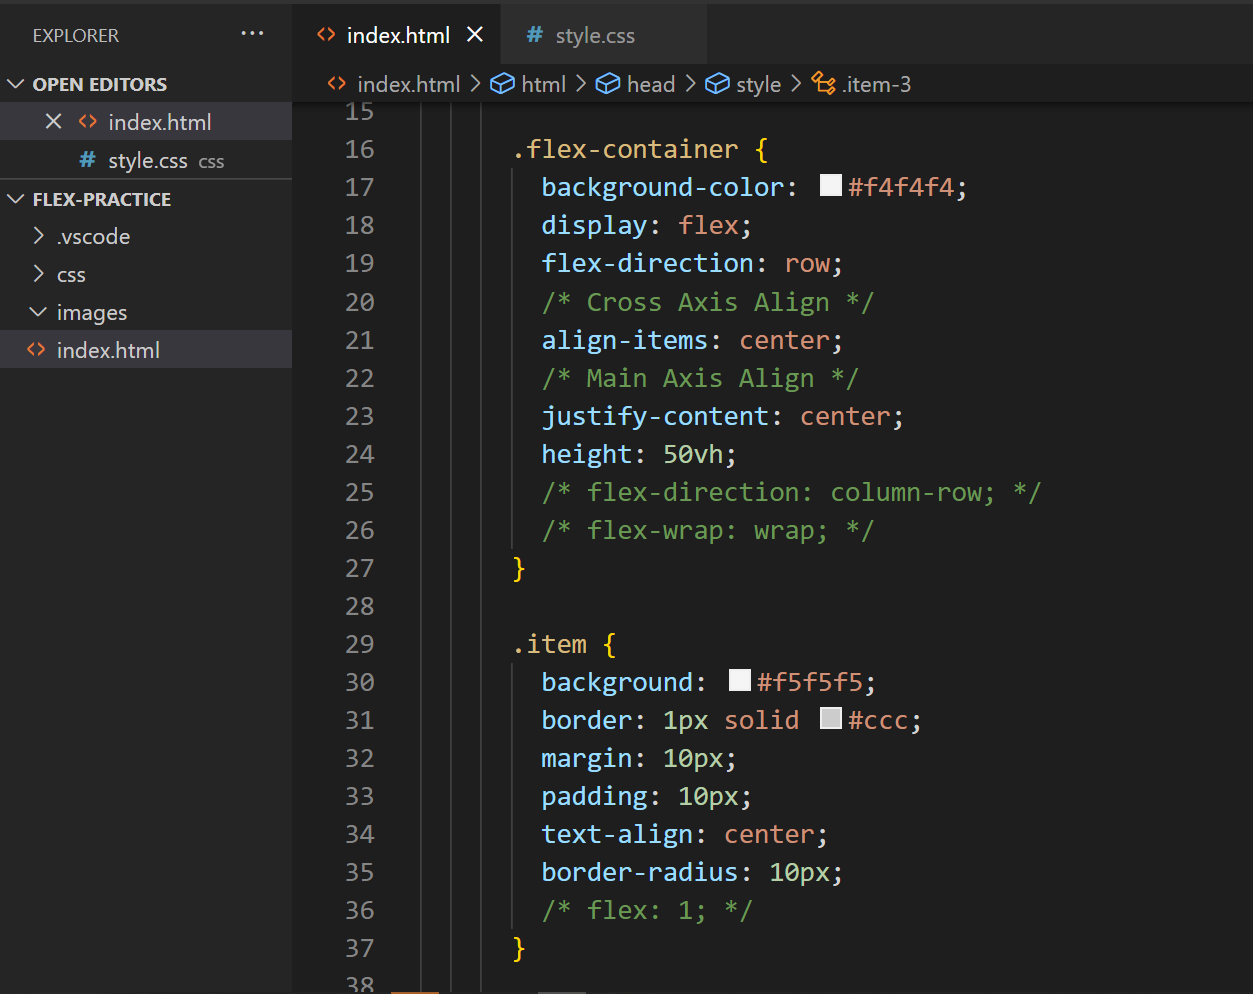 EXPLORER ...
OPEN EDITORS
index.html
# style.css css
FLEX-PRACTICE
.vscode
css
images
<> index.html
<> index.html
# style.css
<> index.html > html > head > style > .item-3
15
16 .flex-container {
17 background-color: #f4f4f4;
18 display: flex;
19 flex-direction: row;
20 /* Cross Axis Align */
21 align-items: center;
22 /* Main Axis Align */
23 justify-content: center;
24 height: 50vh;
25 /* flex-direction: column-row; */
26 /* flex-wrap: wrap; */
27 }
28
29 .item {
30 background: #f5f5f5;
31 border: 1px solid #ccc;
32 margin: 10px;
33 padding: 10px;
34 text-align: center;
35 border-radius: 10px;
36 /* flex: 1; */
37 }
38